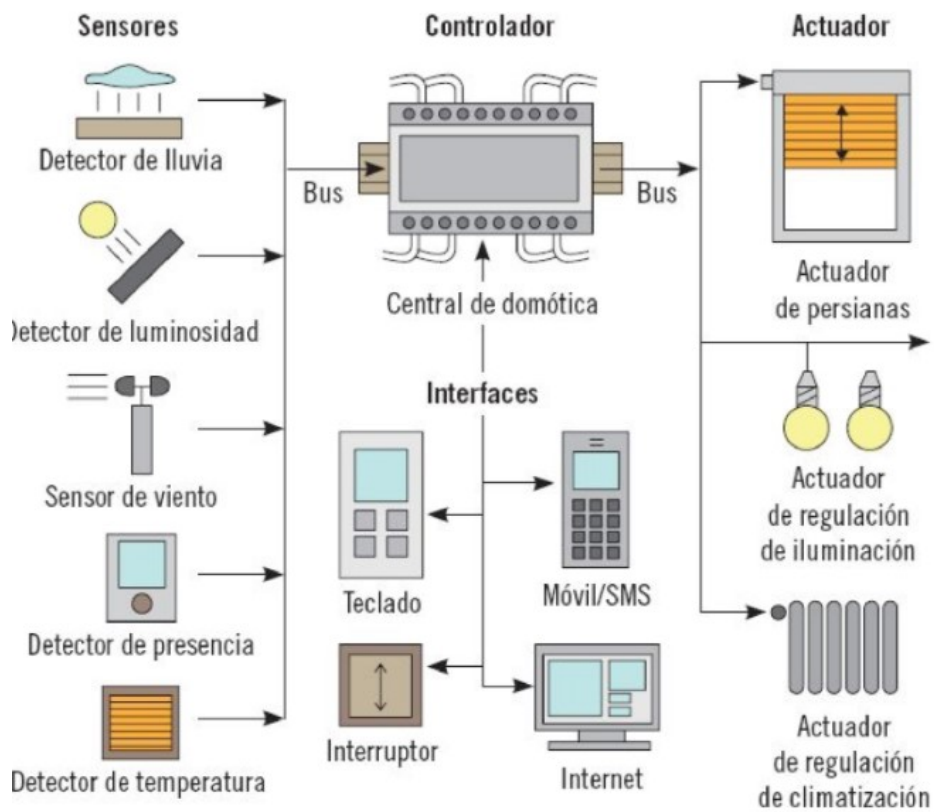 Sensores
Detector de lluvia
Detector de luminosidad
Sensor de viento
Detector de presencia
Detector de temperatura
Controlador
Bus
Bus
Central de domótica
Interfaces
Teclado
Móvil/SMS
Interruptor
Internet
Actuador
Actuador
de persianas
Actuador
de regulación
de iluminación
Actuador
de regulación
de climatización